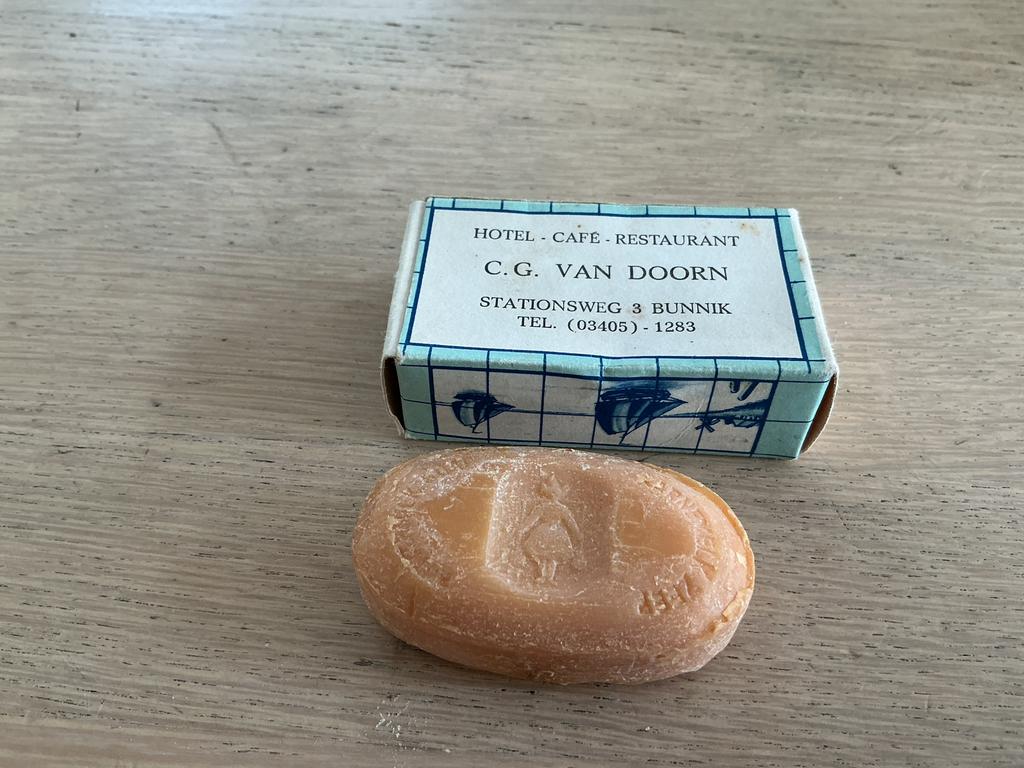 HOTEL - CAFÉ - RESTAURANT
C.G. VAN DOORN
STATIONSWEG 3 BUNNIK
TEL. (03405) - 1283